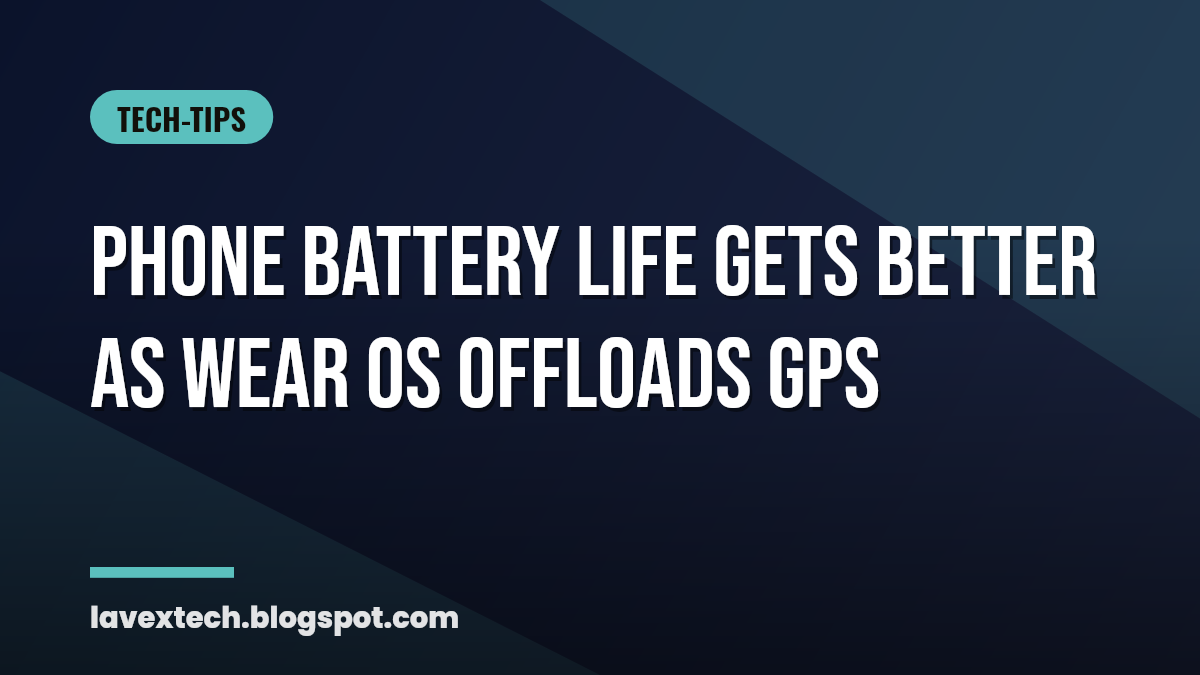 TECH-TIPS
PHONE BATTERY LIFE GETS BETTER
AS WEAR OS OFFLOADS GPS
lavextech.blogspot.com